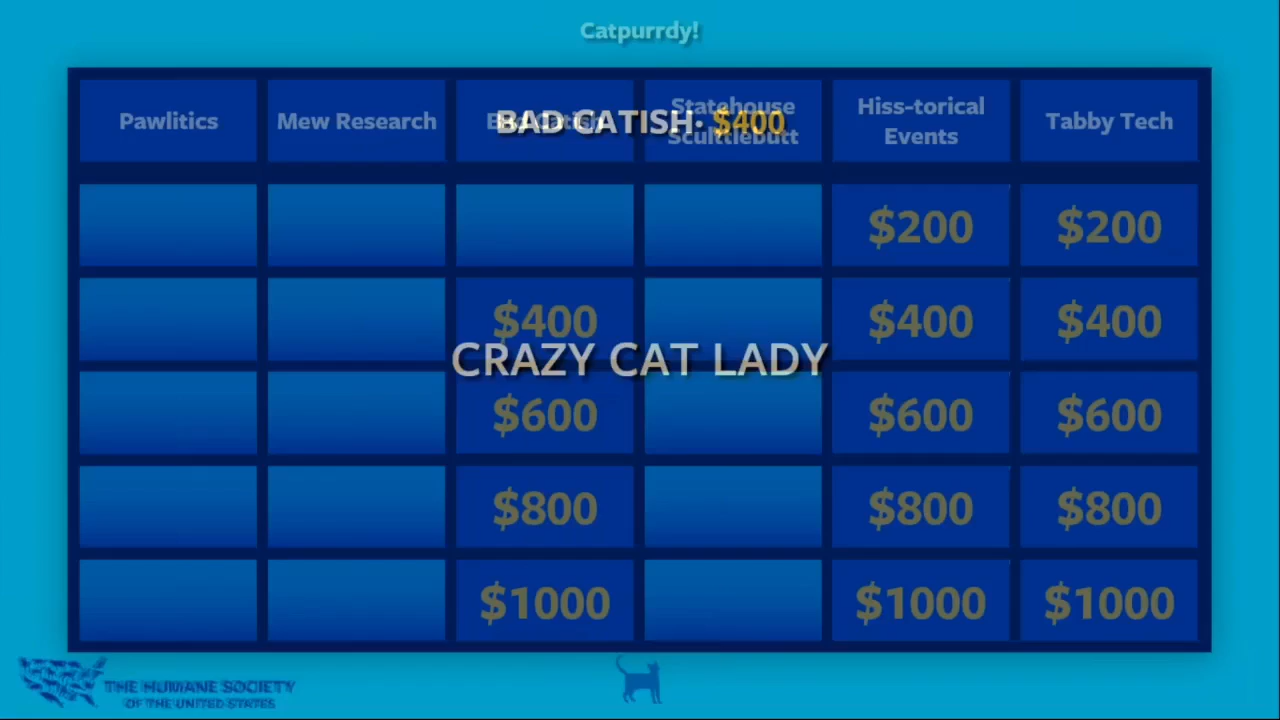 Catpurrdy!
Pawlitics
Mew Research
BAD CATISH: $400
Statehouse
Scuttlebutt
Hiss-torical
Events
Tabby Tech
$200 $200
$400 $400 $400
CRAZY CAT LADY
$600 $600 $600
$800 $800 $800
$1000 $1000 $1000
THE HUMANE SOCIETY
OF THE UNITED STATES